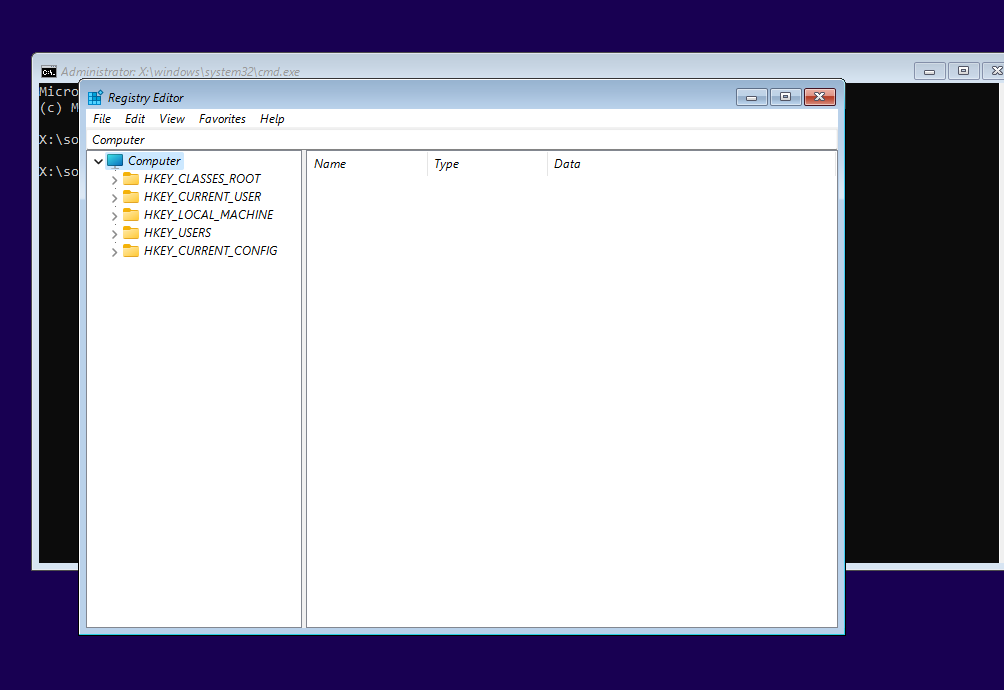 Administrator: X:\windows\system32\cmd.exe
Micro
(c) M
X:\so
X:\so
Registry Editor
File Edit View Favorites Help
Computer
Computer
HKEY_CLASSES_ROOT
HKEY_CURRENT_USER
HKEY_LOCAL_MACHINE
HKEY_USERS
HKEY_CURRENT_CONFIG
Name Type Data